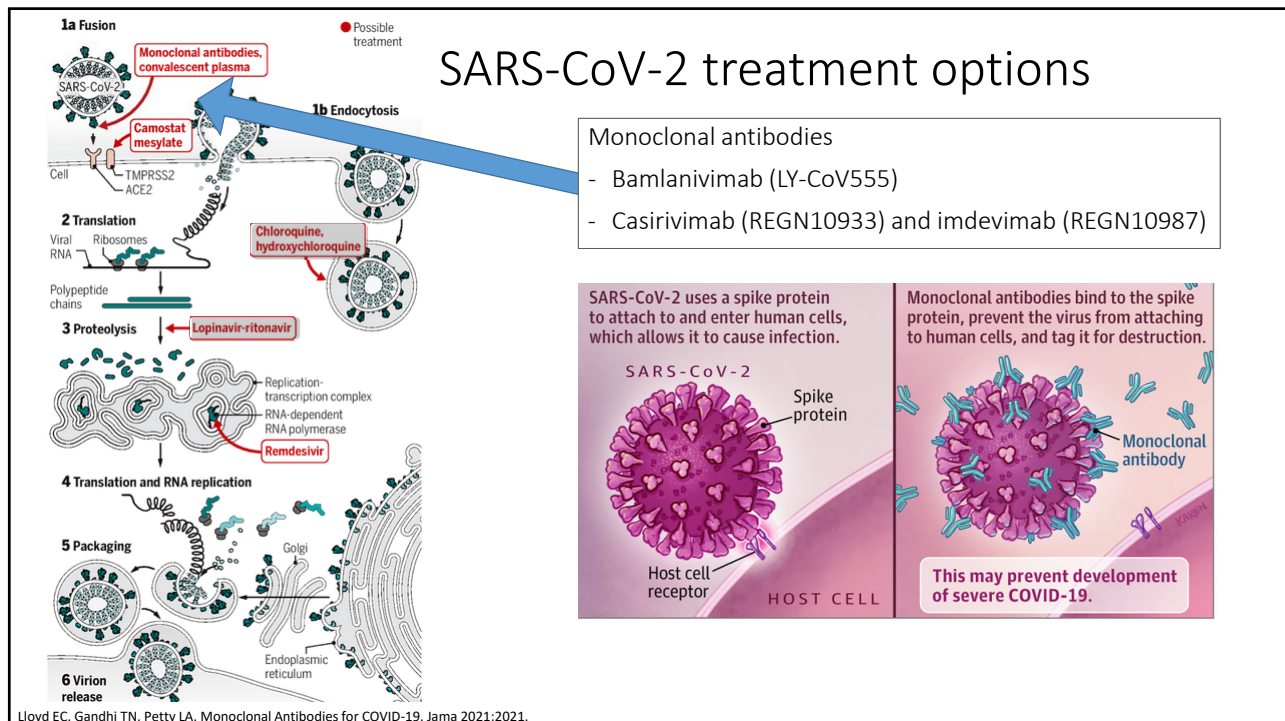 SARS-CoV-2 treatment options
1a Fusion
Possible
treatment
Monoclonal antibodies,
convalescent plasma
SARS-CoV-2
1b Endocytosis
Camostat
mesylate
Cell
TMPRSS2
ACE2
2 Translation
Viral
RNA
Ribosomes
Chloroquine,
hydroxychloroquine
Polypeptide
chains
3 Proteolysis
Lopinavir-ritonavir
Replication-
transcription complex
RNA-dependent
RNA polymerase
Remdesivir
4 Translation and RNA replication
5 Packaging
Golgi
Endoplasmic
reticulum
6 Virion
release
Monoclonal antibodies
- Bamlanivimab (LY-CoV555)
- Casirivimab (REGN10933) and imdevimab (REGN10987)
SARS-CoV-2 uses a spike protein
to attach to and enter human cells,
which allows it to cause infection.
SARS-CoV-2
Spike
protein
Host cell
receptor
HOST CELL
Monoclonal antibodies bind to the spike
protein, prevent the virus from attaching
to human cells, and tag it for destruction.
Monoclonal
antibody
KAREN
This may prevent development
of severe COVID-19.
Lloyd EC, Gandhi TN, Petty LA. Monoclonal Antibodies for COVID-19. Jama 2021;2021.